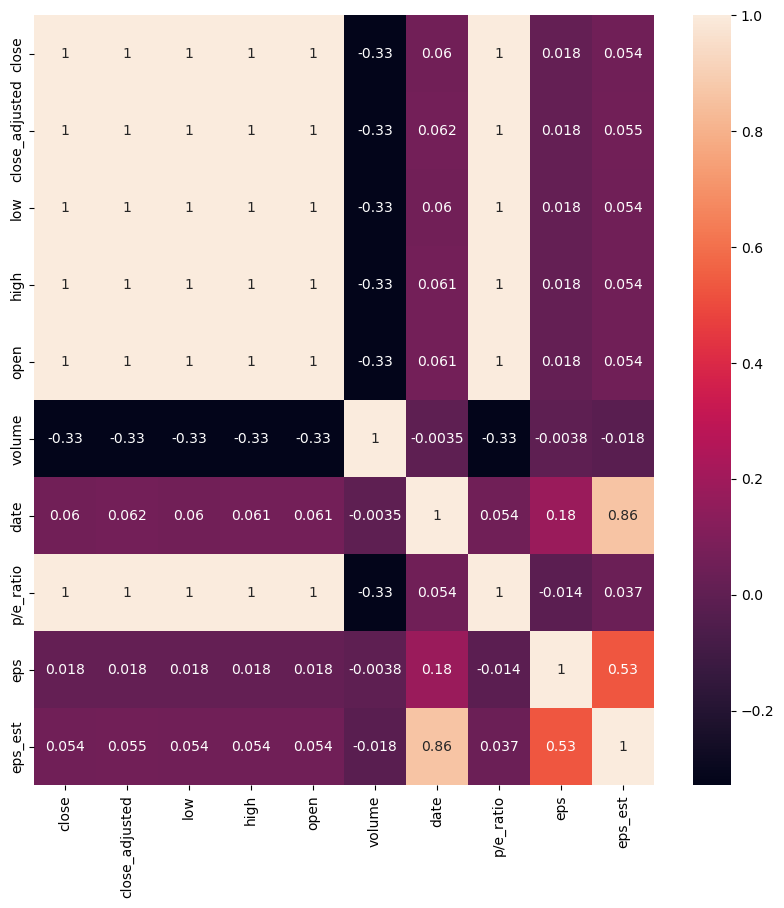 close 1 1 1 1 1 -0.33 0.06 1 0.018 0.054
close_adjusted 1 1 1 1 1 -0.33 0.062 1 0.018 0.055
low 1 1 1 1 1 -0.33 0.06 1 0.018 0.054
high 1 1 1 1 1 -0.33 0.061 1 0.018 0.054
open 1 1 1 1 1 -0.33 0.061 1 0.018 0.054
volume -0.33 -0.33 -0.33 -0.33 -0.33 1 -0.0035 -0.33 -0.0038 -0.018
date 0.06 0.062 0.06 0.061 0.061 -0.0035 1 0.054 0.18 0.86
p/e_ratio 1 1 1 1 1 -0.33 0.054 1 -0.014 0.037
eps 0.018 0.018 0.018 0.018 0.018 -0.0038 0.18 -0.014 1 0.53
eps_est 0.054 0.055 0.054 0.054 0.054 -0.018 0.86 0.037 0.53 1
close close_adjusted low high open volume date p/e_ratio eps eps_est
1.0
0.8
0.6
0.4
0.2
0.0
−0.2